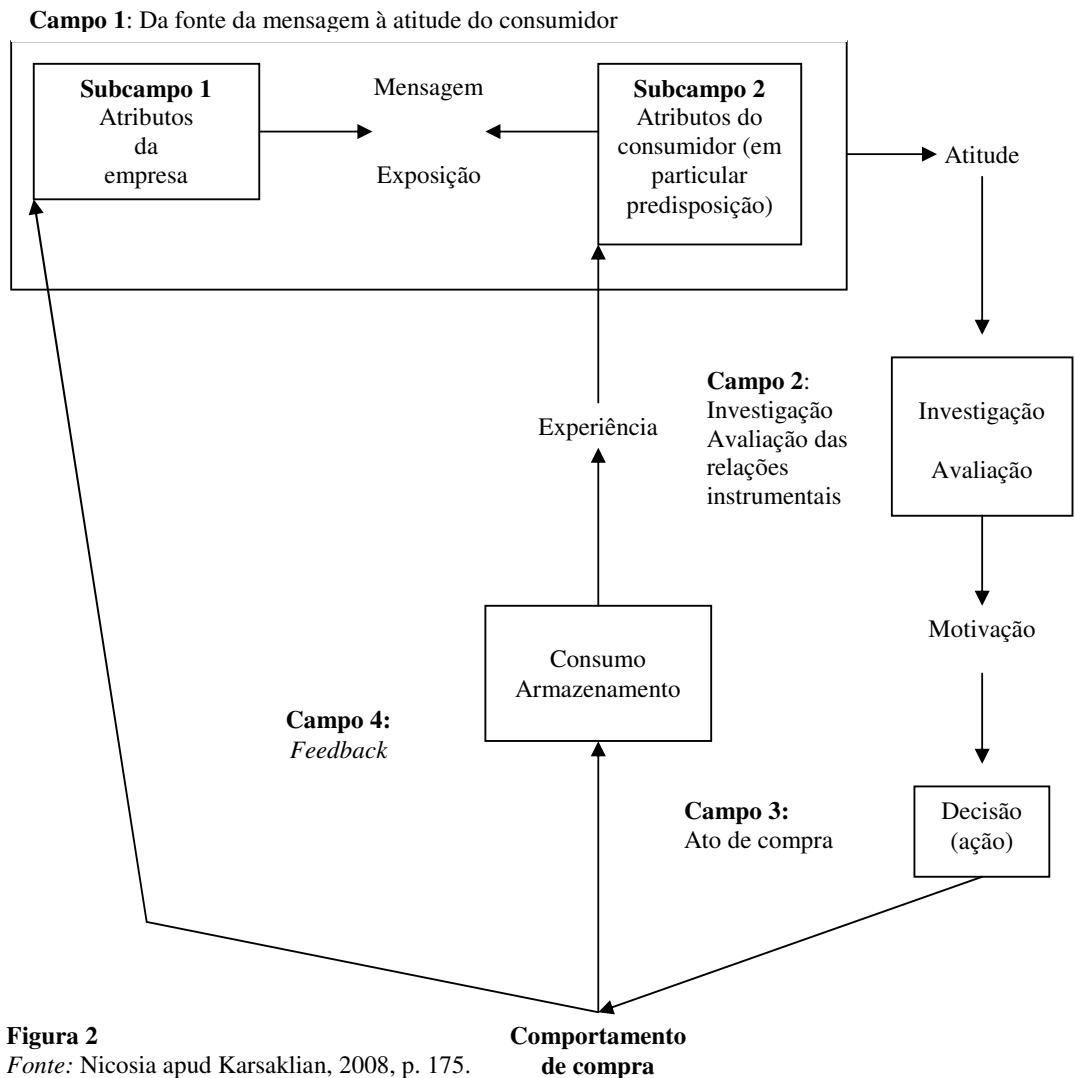 Campo 1: Da fonte da mensagem à atitude do consumidor
Subcampo 1
Atributos
da
empresa
Mensagem
Exposição
Subcampo 2
Atributos do
consumidor (em
particular
predisposição)
Atitude
Campo 2:
Investigação
Avaliação das
relações
instrumentais
Investigação
Avaliação
Experiência
Motivação
Consumo
Armazenamento
Campo 4:
Feedback
Campo 3:
Ato de compra
Decisão
(ação)
Figura 2
Fonte: Nicosia apud Karsaklian, 2008, p. 175.
Comportamento
de compra